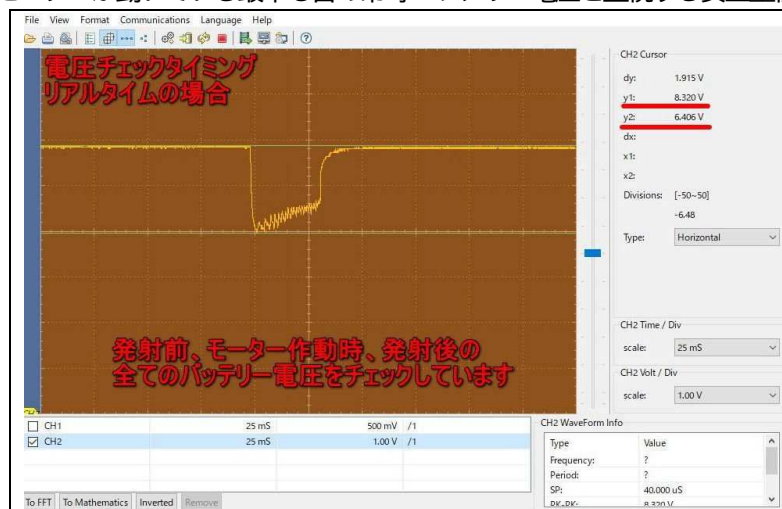 File View Format Communications Language Help
電圧チェックタイミング
リアルタイムの場合
発射前、モーター作動時、発射後の
全てのバッテリー電圧をチェックしています
CH2 Cursor
dy: 1.915 V
y1: 8.320 V
y2: 6.406 V
dx:
x1:
x2:
Divisions: [-50~50]
-6.48
Type: Horizontal
CH2 Time / Div
scale: 25 mS
CH2 Volt / Div
scale: 1.00 V
CH1 25 mS 500 mV /1
CH2 25 mS 1.00 V /1
To FFT To Mathematics Inverted Remove
CH2 WaveForm Info
Type Value
Frequency: ?
Period: ?
SP: 40.000 uS
PK-PK: 8.320 V